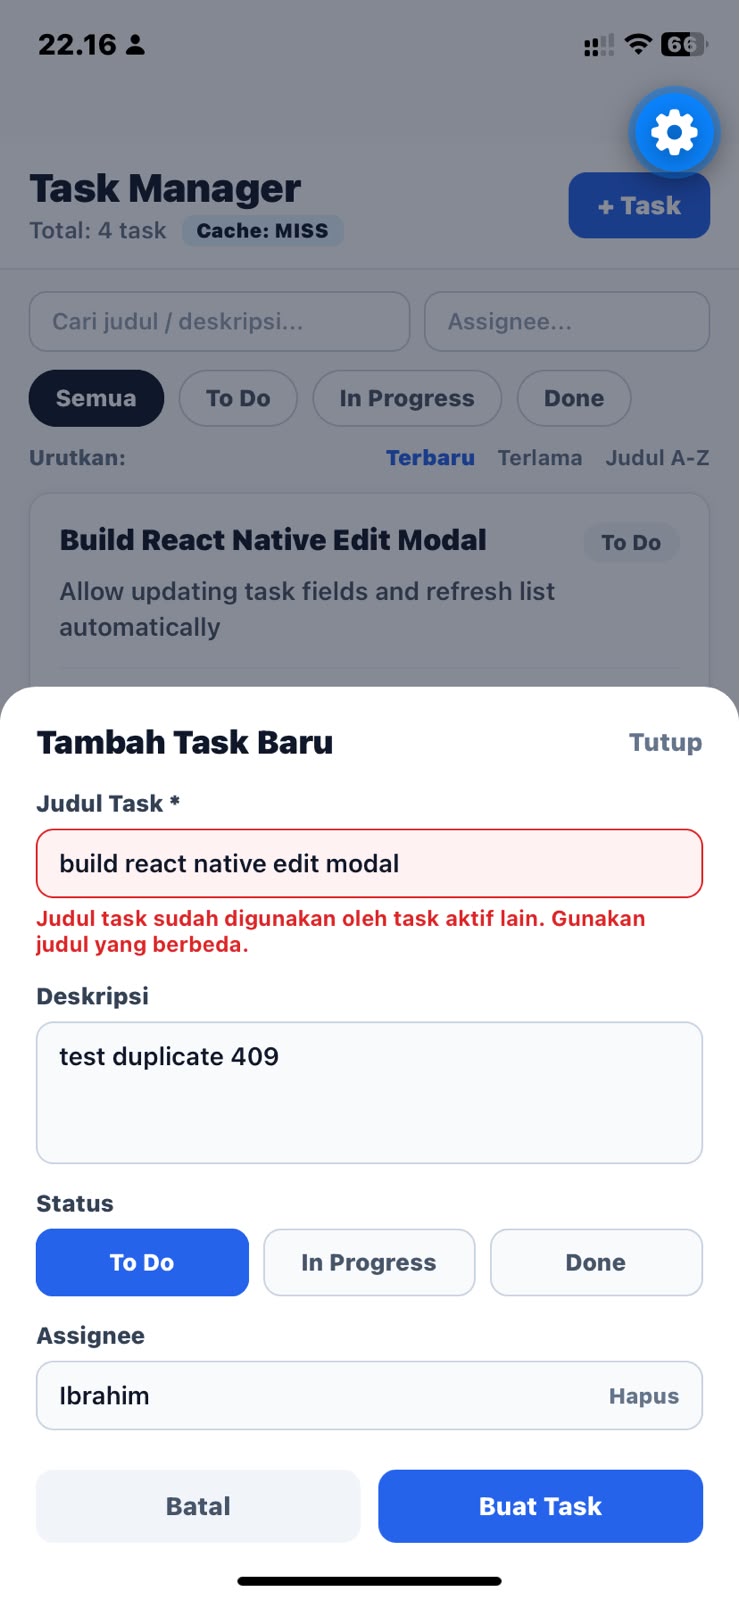 22.16
66
Task Manager
+ Task
Total: 4 task Cache: MISS
Cari judul / deskripsi... Assignee...
Semua To Do In Progress Done
Urutkan: Terbaru Terlama Judul A-Z
Build React Native Edit Modal To Do
Allow updating task fields and refresh list
automatically
Tambah Task Baru Tutup
Judul Task *
build react native edit modal
Judul task sudah digunakan oleh task aktif lain. Gunakan
judul yang berbeda.
Deskripsi
test duplicate 409
Status
To Do In Progress Done
Assignee
Ibrahim Hapus
Batal Buat Task